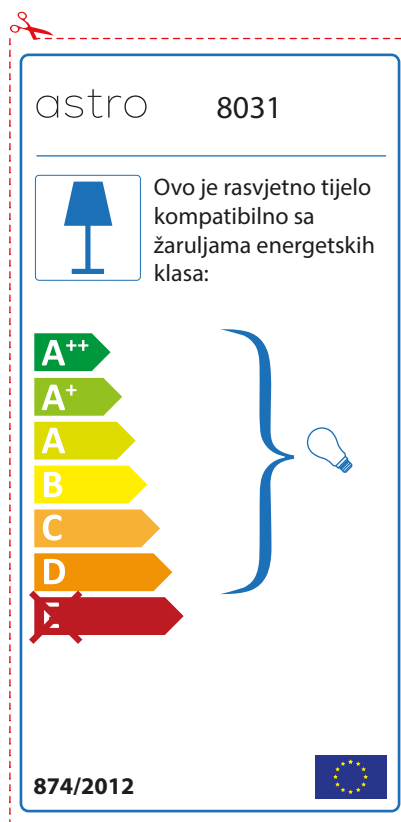 astro 8031
Ovo je rasvjetno tijelo
kompatibilno sa
žaruljama energetskih
klasa:
A++
A+
A
B
C
D
E
874/2012